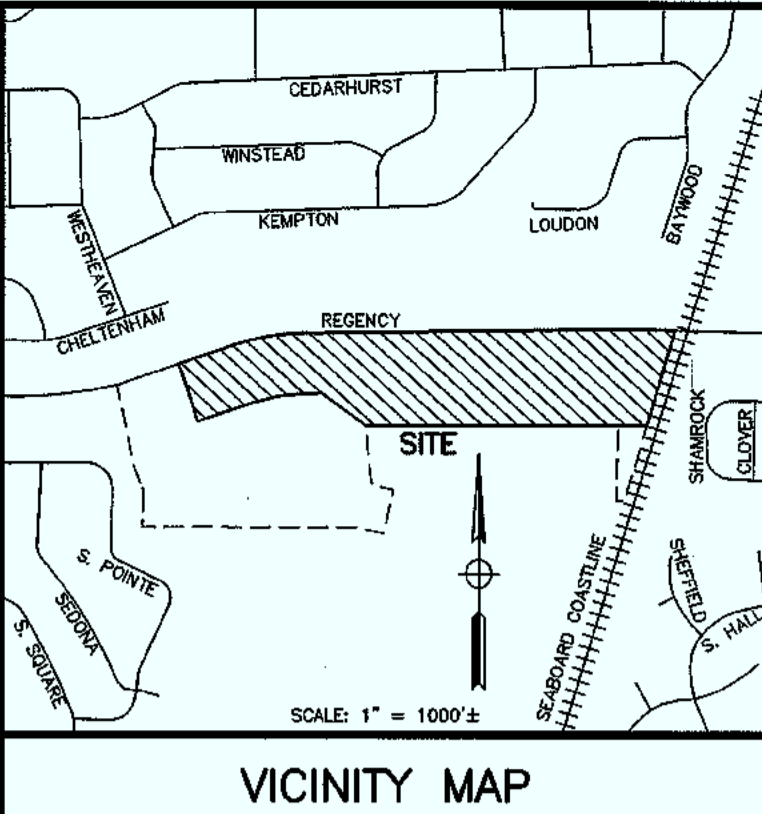 CEDARHURST
WINSTEAD
KEMPTON
LOUDON
BAYWOOD
WESTHEAVEN
CHELTENHAM
REGENCY
SITE
SHAMROCK
CLOVER
S. POINTE
SEDONA
S. SQUARE
SEABOARD COASTLINE
SHEFFIELD
S. HALL
SCALE: 1" = 1000'±
VICINITY MAP